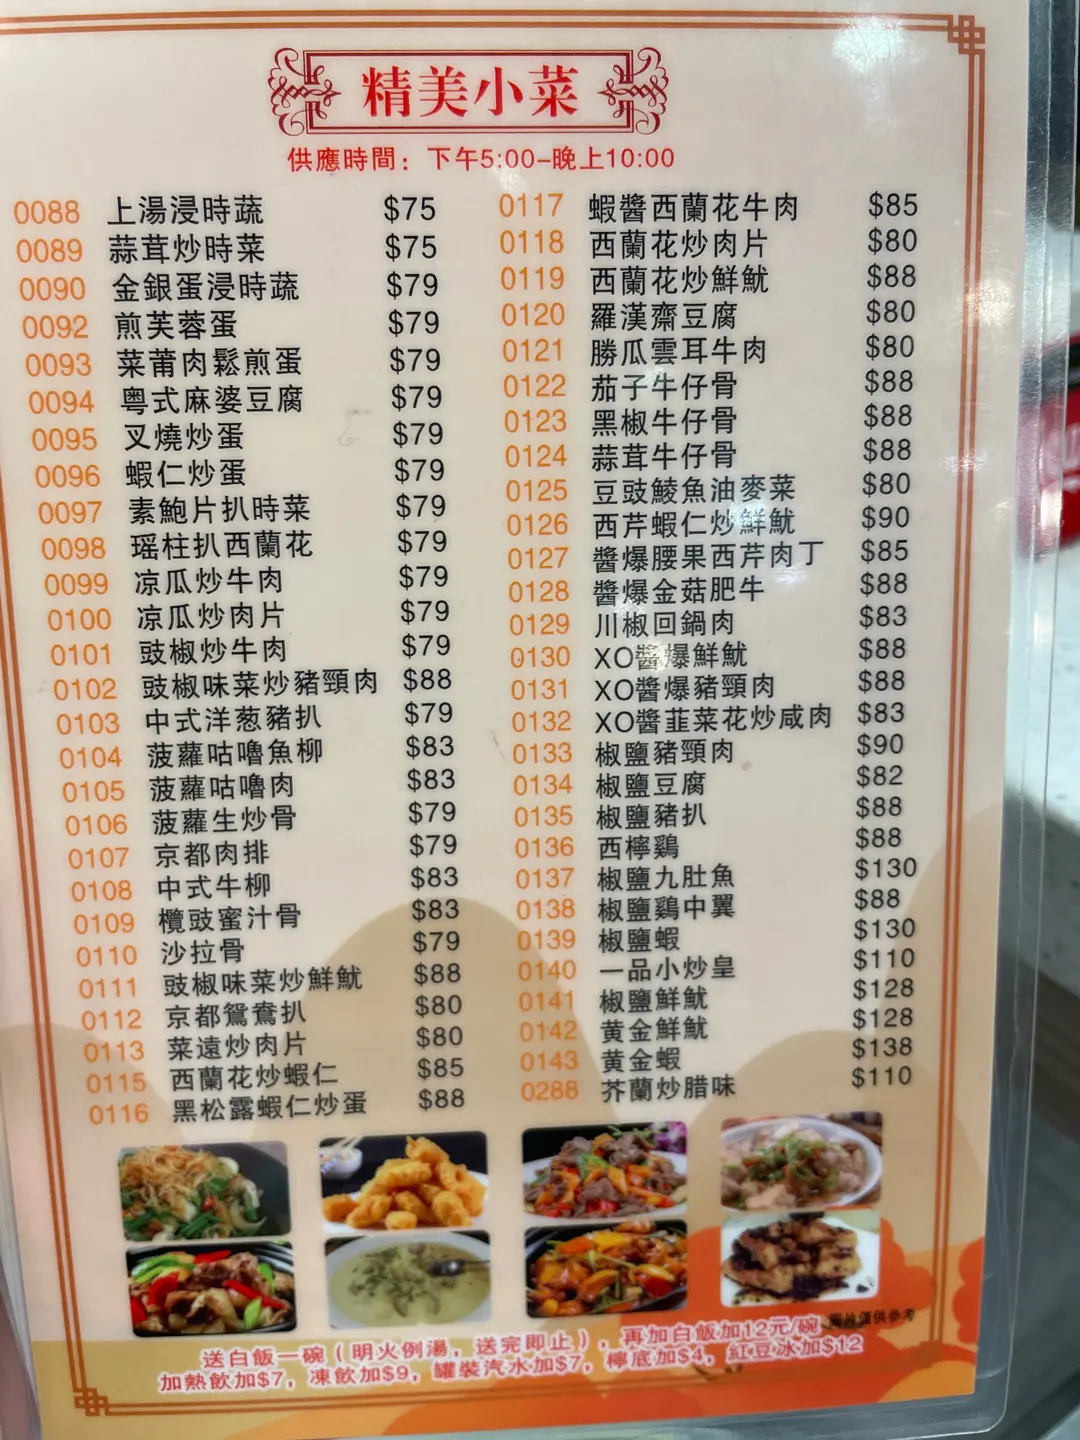 精美小菜
供應時間：下午5:00-晚上10:00
0088 上湯浸時蔬 $75
0089 蒜茸炒時菜 $75
0090 金銀蛋浸時蔬 $79
0092 煎芙蓉蛋 $79
0093 菜莆肉鬆煎蛋 $79
0094 粵式麻婆豆腐 $79
0095 叉燒炒蛋 $79
0096 蝦仁炒蛋 $79
0097 素鮑片扒時菜 $79
0098 瑶柱扒西蘭花 $79
0099 凉瓜炒牛肉 $79
0100 凉瓜炒肉片 $79
0101 豉椒炒牛肉 $79
0102 豉椒味菜炒豬頸肉 $88
0103 中式洋葱豬扒 $79
0104 菠蘿咕嚕魚柳 $83
0105 菠蘿咕嚕肉 $83
0106 菠蘿生炒骨 $79
0107 京都肉排 $79
0108 中式牛柳 $83
0109 欖豉蜜汁骨 $83
0110 沙拉骨 $79
0111 豉椒味菜炒鮮魷 $88
0112 京都鴛鴦扒 $80
0113 菜遠炒肉片 $80
0115 西蘭花炒蝦仁 $85
0116 黑松露蝦仁炒蛋 $88
0117 蝦醬西蘭花牛肉 $85
0118 西蘭花炒肉片 $80
0119 西蘭花炒鮮魷 $88
0120 羅漢齋豆腐 $80
0121 勝瓜雲耳牛肉 $80
0122 茄子牛仔骨 $88
0123 黑椒牛仔骨 $88
0124 蒜茸牛仔骨 $88
0125 豆豉鯪魚油麥菜 $80
0126 西芹蝦仁炒鮮魷 $90
0127 醬爆腰果西芹肉丁 $85
0128 醬爆金菇肥牛 $88
0129 川椒回鍋肉 $83
0130 XO醬爆鮮魷 $88
0131 XO醬爆豬頸肉 $88
0132 XO醬韮菜花炒咸肉 $83
0133 椒鹽豬頸肉 $90
0134 椒鹽豆腐 $82
0135 椒鹽豬扒 $88
0136 西檸鷄 $88
0137 椒鹽九肚魚 $130
0138 椒鹽鷄中翼 $88
0139 椒鹽蝦 $130
0140 一品小炒皇 $110
0141 椒鹽鮮魷 $128
0142 黄金鮮魷 $128
0143 黄金蝦 $138
0288 芥蘭炒腊味 $110
圖片僅供參考
送白飯一碗（明火例湯，送完即止），再加白飯加12元/碗
加熱飲加$7，凍飲加$9，罐裝汽水加$7，檸底加$4，紅豆冰加$12